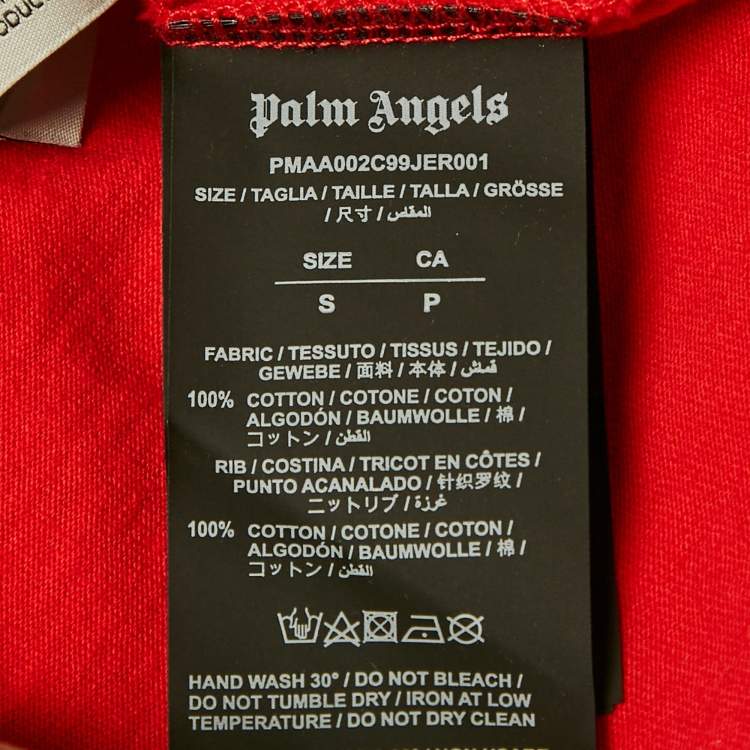 Palm Angels
PMAA002C99JER001
SIZE / TAGLIA / TAILLE / TALLA / GRÖSSE
/ 尺寸 / المقاس /
SIZE CA
S P
FABRIC / TESSUTO / TISSUS / TEJIDO /
GEWEBE / 面料 / 本体 / قماش /
100% COTTON / COTONE / COTON /
ALGODÓN / BAUMWOLLE / 棉 /
コットン / القطن /
RIB / COSTINA / TRICOT EN CÔTES /
PUNTO ACANALADO / 针织罗纹 /
ニットリブ / غرزة /
100% COTTON / COTONE / COTON /
ALGODÓN / BAUMWOLLE / 棉 /
コットン / القطن /
HAND WASH 30° / DO NOT BLEACH /
DO NOT TUMBLE DRY / IRON AT LOW
TEMPERATURE / DO NOT DRY CLEAN